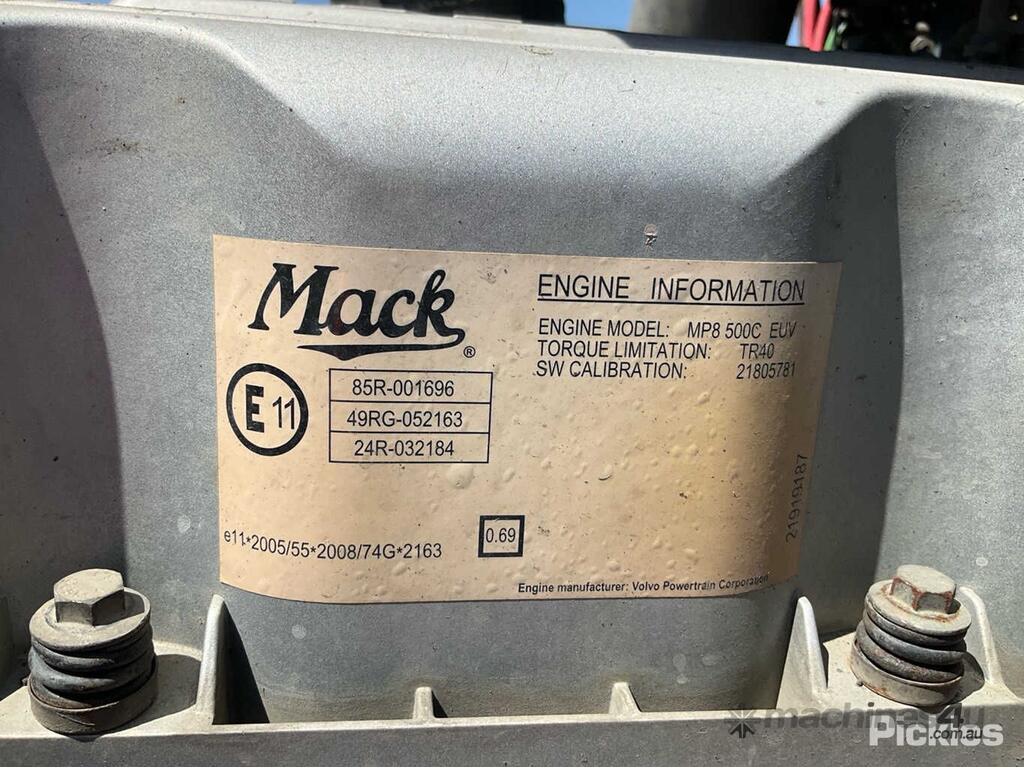 Mack®
ENGINE INFORMATION
ENGINE MODEL: MP8 500C EUV
TORQUE LIMITATION: TR40
SW CALIBRATION: 21805781
E 11
85R-001696
49RG-052163
24R-032184
21919487
e11*2005/55*2008/74G*2163
0.69
Engine manufacturer: Volvo Powertrain Corporation
machines4u
.com.au
Pickles